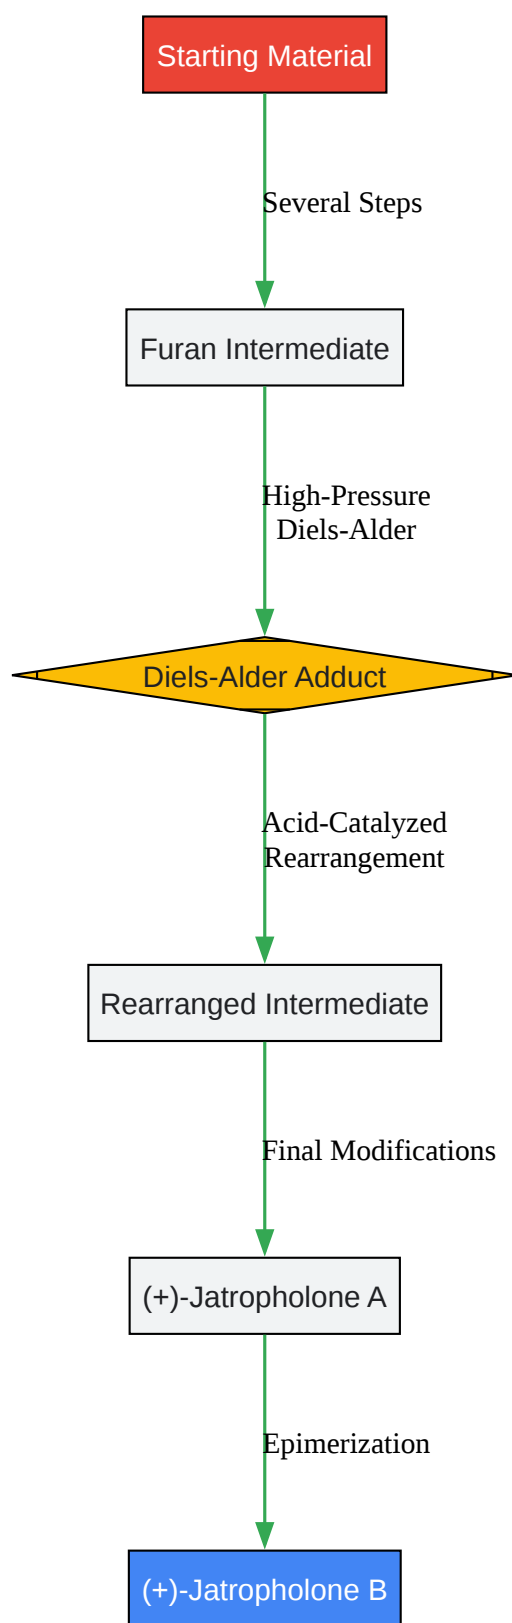 Starting Material
Several Steps
Furan Intermediate
High-Pressure
Diels-Alder
Diels-Alder Adduct
Acid-Catalyzed
Rearrangement
Rearranged Intermediate
Final Modifications
(+)-Jatropholone A
Epimerization
(+)-Jatropholone B